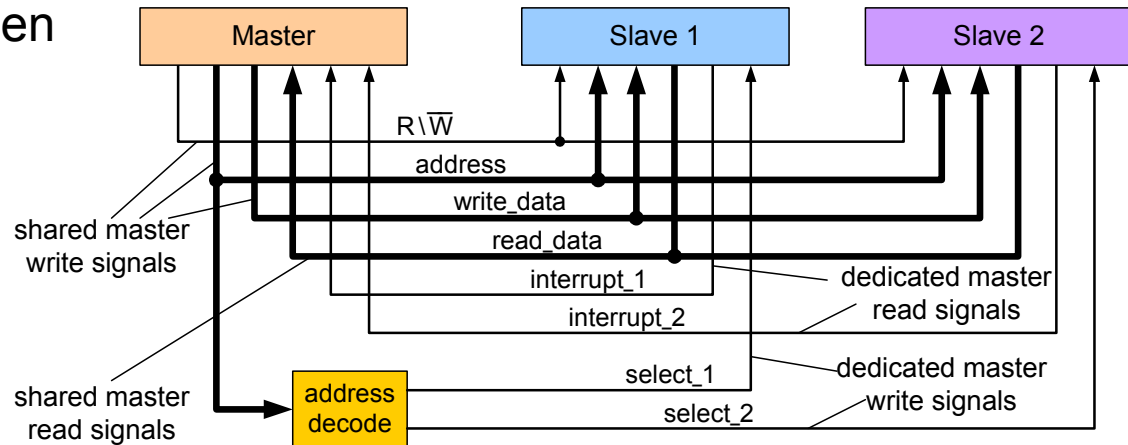 en
Master
Slave 1
Slave 2
R\W̅
address
write_data
shared master
write signals
read_data
interrupt_1
dedicated master
read signals
interrupt_2
shared master
read signals
address
decode
select_1
select_2
dedicated master
write signals